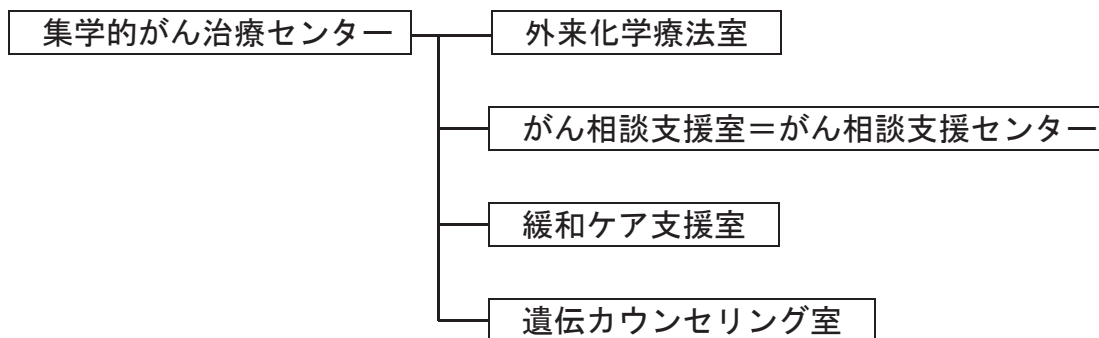 集学的がん治療センター
外来化学療法室
がん相談支援室＝がん相談支援センター
緩和ケア支援室
遺伝カウンセリング室